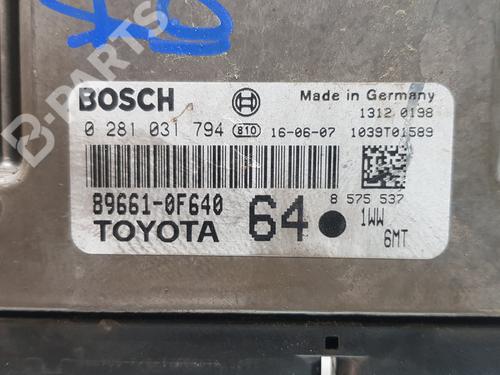 BOSCH
Made in Germany
1312 0198
0 281 031 794 810 16-06-07 1039T01589
89661-0F640
TOYOTA
64
8 575 537
1WW
6MT
B-PARTS